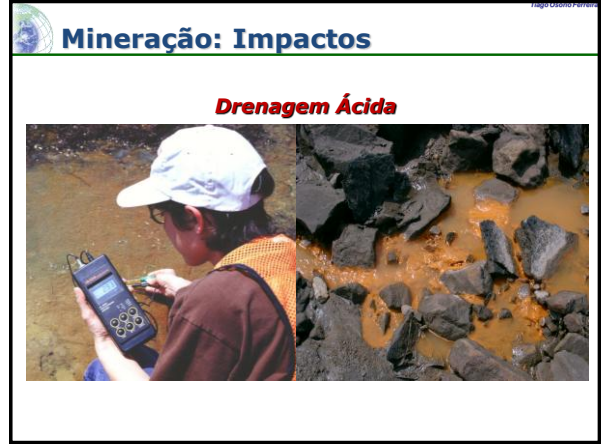 Tiago Osório Ferreira
Mineração: Impactos
Drenagem Ácida